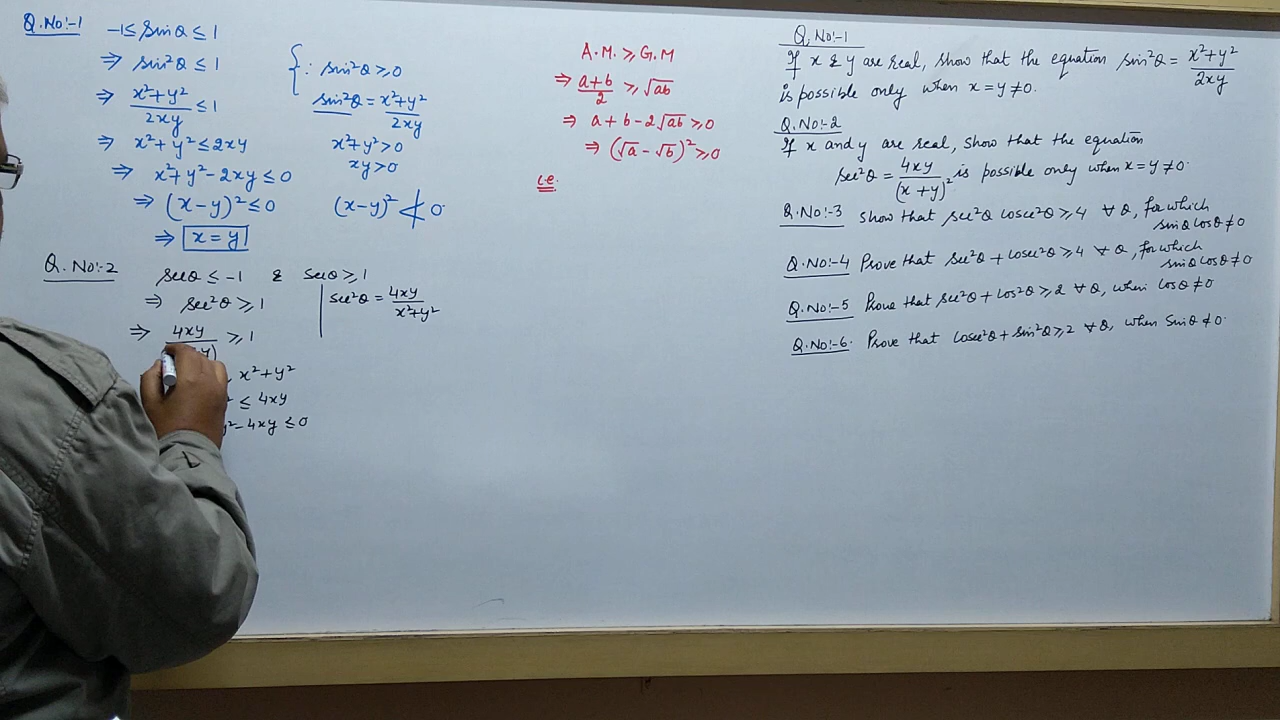 Q.No:-1 -1≤ Sinθ ≤ 1
⇒ sin²θ ≤ 1
⇒ x²+y²/2xy ≤ 1
⇒ x²+y² ≤ 2xy
⇒ x²+y²-2xy ≤ 0
⇒ (x-y)² ≤ 0
⇒ x = y
{∵ sin²θ ≥ 0
sin²θ = x²+y²/2xy
x²+y² > 0
xy > 0
(x-y)² ≮ 0
Q.No:-2 secθ ≤ -1 & secθ ≥ 1
⇒ sec²θ ≥ 1
sec²θ = 4xy/x²+y²
⇒ 4xy/ y) ≥ 1
x²+y²
≤ 4xy
y²-4xy ≤ 0
A.M. ≥ G.M
⇒ a+b/2 ≥ √ab
⇒ a+b-2√ab ≥ 0
⇒ (√a-√b)² ≥ 0
i.e.
Q.No:-1
If x & y are real, show that the equation sin²θ = x²+y²/2xy
is possible only when x=y≠0.
Q.No:-2
If x and y are real, show that the equation
sec²θ = 4xy/(x+y)² is possible only when x=y≠0.
Q.No:-3 show that sec²θ cosec²θ ≥ 4 ∀ θ, for which
sinθ cosθ ≠ 0
Q.No:-4 Prove that sec²θ + cosec²θ ≥ 4 ∀ θ, for which
sinθ cosθ ≠ 0
Q.No:-5 Prove that sec²θ + cos²θ ≥ 2 ∀ θ, when cosθ ≠ 0
Q.No:-6. Prove that cosec²θ + sin²θ ≥ 2 ∀ θ, when sinθ ≠ 0.